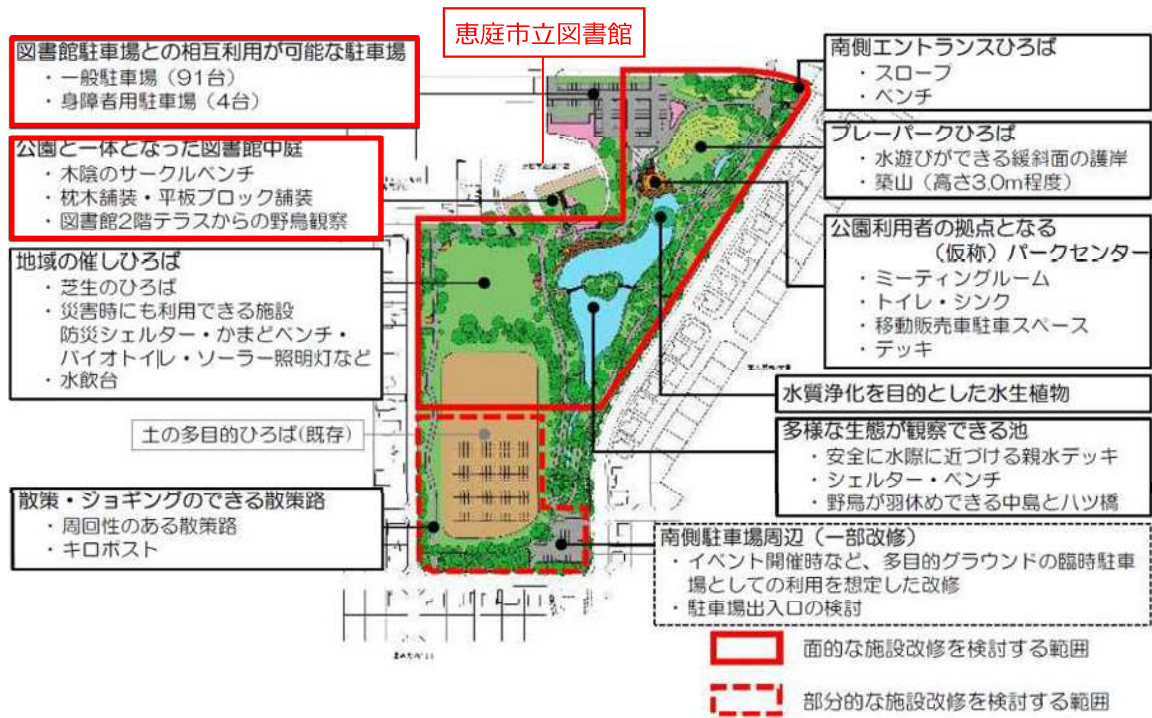 恵庭市立図書館
図書館駐車場との相互利用が可能な駐車場
・一般駐車場（91台）
・身障者用駐車場（4台）
公園と一体となった図書館中庭
・木陰のサークルベンチ
・枕木舗装・平板ブロック舗装
・図書館2階テラスからの野鳥観察
地域の催しひろば
・芝生のひろば
・災害時にも利用できる施設
防災シェルター・かまどベンチ・
バイオトイレ・ソーラー照明灯など
・水飲台
土の多目的ひろば(既存)
散策・ジョギングのできる散策路
・周回性のある散策路
・キロポスト
南側エントランスひろば
・スロープ
・ベンチ
プレーパークひろば
・水遊びができる緩斜面の護岸
・築山（高さ3.0m程度）
公園利用者の拠点となる
（仮称）パークセンター
・ミーティングルーム
・トイレ・シンク
・移動販売車駐車スペース
・デッキ
水質浄化を目的とした水生植物
多様な生態が観察できる池
・安全に水際に近づける親水デッキ
・シェルター・ベンチ
・野鳥が羽休めできる中島と八ツ橋
南側駐車場周辺（一部改修）
・イベント開催時など、多目的グラウンドの臨時駐車
場としての利用を想定した改修
・駐車場出入口の検討
面的な施設改修を検討する範囲
部分的な施設改修を検討する範囲